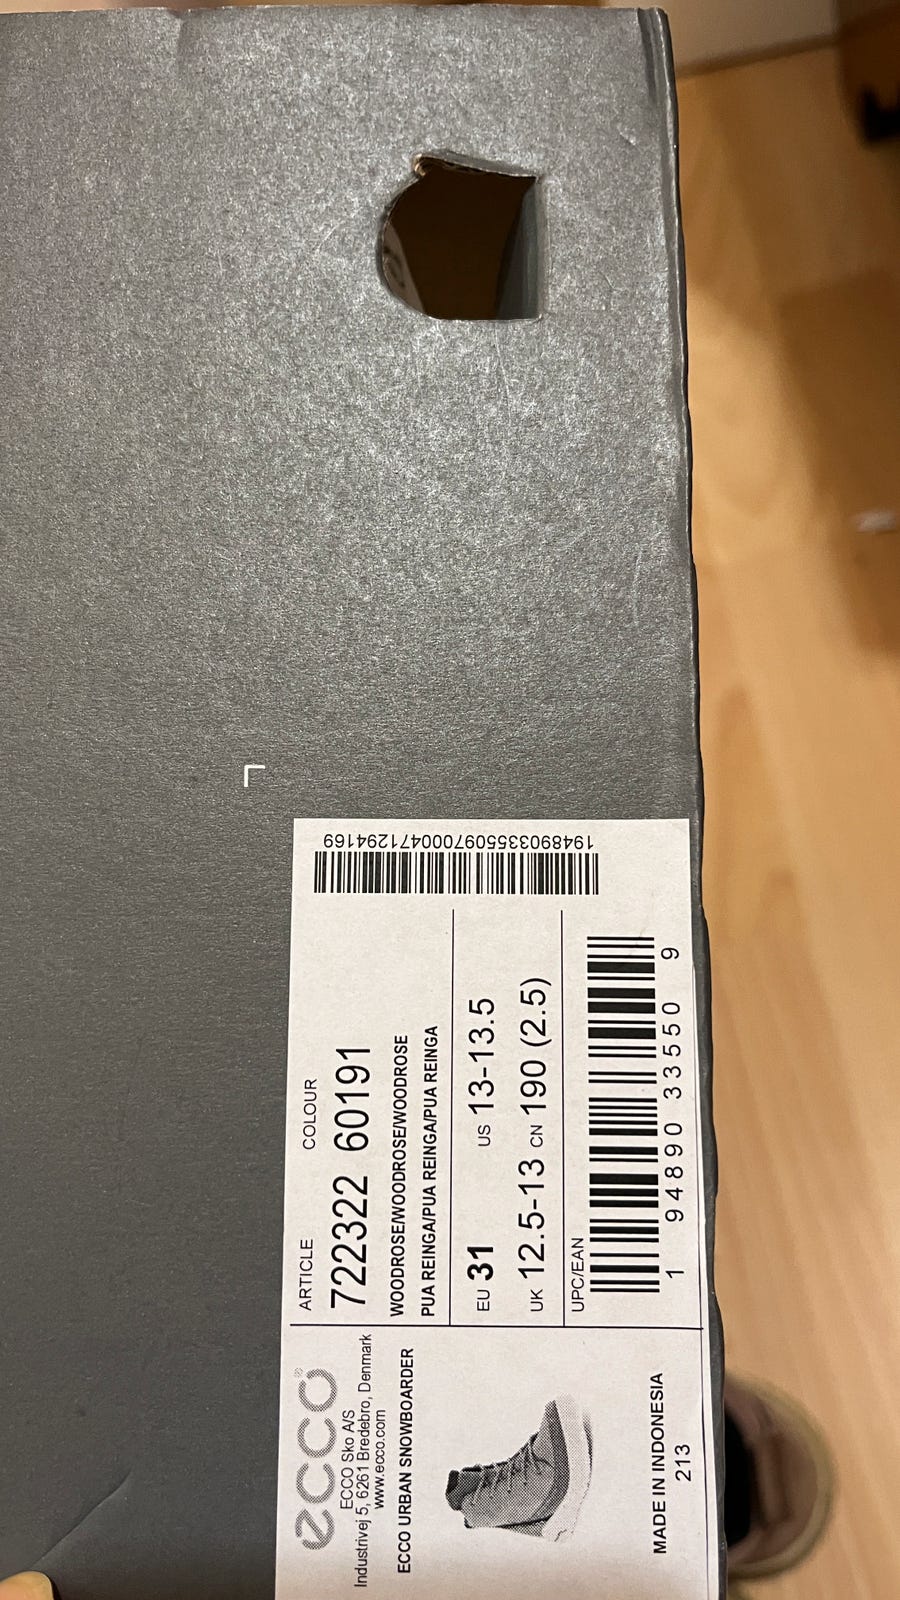 ecco®
ECCO Sko A/S
Industrivej 5, 6261 Bredebro, Denmark
www.ecco.com
ECCO URBAN SNOWBOARDER
MADE IN INDONESIA
213
ARTICLE COLOUR
722322 60191
WOODROSE/WOODROSE/WOODROSE
PUA REINGA/PUA REINGA/PUA REINGA
EU 31 US 13-13.5
UK 12.5-13 CN 190 (2.5)
UPC/EAN
1 94890 33550 9
1948903355097000471294169